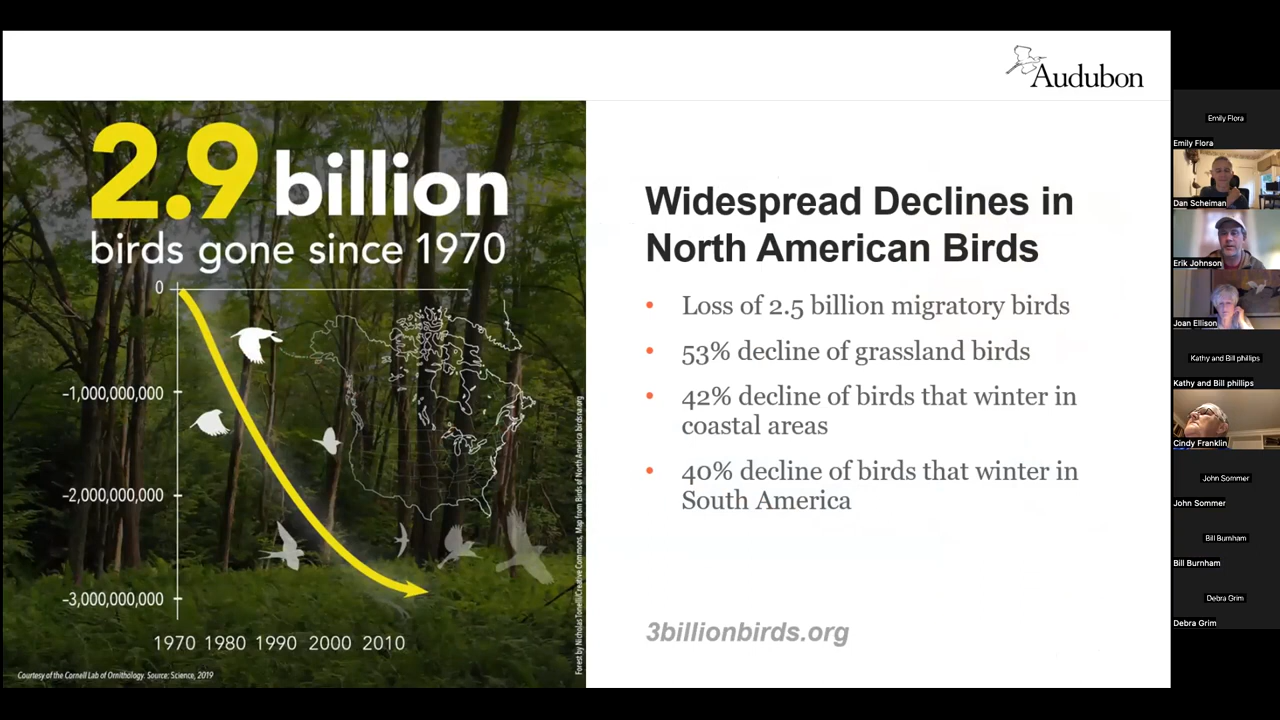 Audubon
2.9 billion
birds gone since 1970
0
–1,000,000,000
–2,000,000,000
–3,000,000,000
1970 1980 1990 2000 2010
Courtesy of the Cornell Lab of Ornithology. Source: Science, 2019
Forest by Nicholas Tonelli/Creative Commons, Map from Birds of North America birdsna.org
Widespread Declines in
North American Birds
• Loss of 2.5 billion migratory birds
• 53% decline of grassland birds
• 42% decline of birds that winter in
coastal areas
• 40% decline of birds that winter in
South America
3billionbirds.org
Emily Flora
Emily Flora
Dan Scheiman
Erik Johnson
Joan Ellison
Kathy and Bill phillips
Kathy and Bill phillips
Cindy Franklin
John Sommer
John Sommer
Bill Burnham
Bill Burnham
Debra Grim
Debra Grim